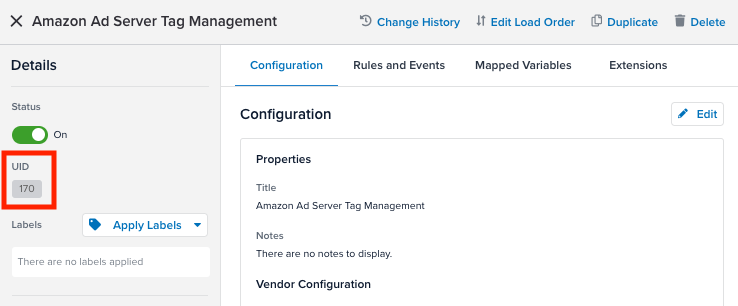 Amazon Ad Server Tag Management
Change History
Edit Load Order
Duplicate
Delete
Details
Status
On
UID
170
Labels
Apply Labels
There are no labels applied
Configuration
Rules and Events
Mapped Variables
Extensions
Configuration
Edit
Properties
Title
Amazon Ad Server Tag Management
Notes
There are no notes to display.
Vendor Configuration